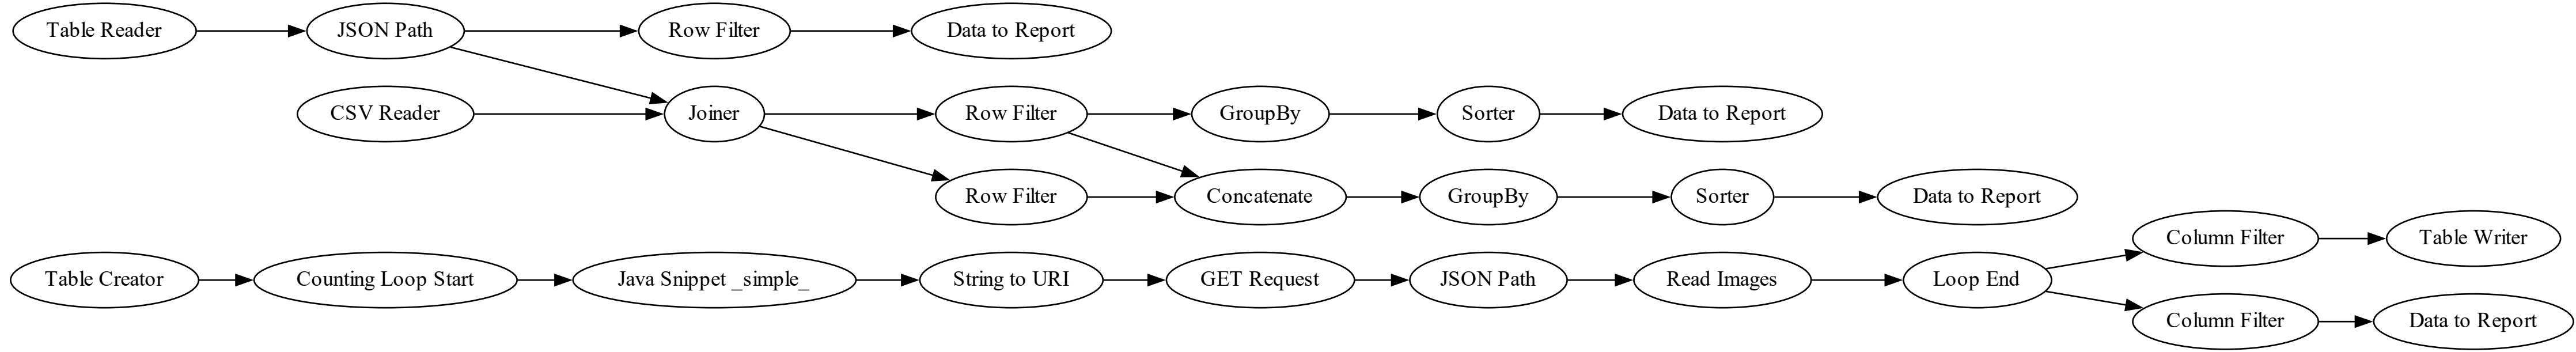 Table Reader
JSON Path
Row Filter
Data to Report
CSV Reader
Joiner
Row Filter
GroupBy
Sorter
Data to Report
Row Filter
Concatenate
GroupBy
Sorter
Data to Report
Column Filter
Table Writer
Table Creator
Counting Loop Start
Java Snippet _simple_
String to URI
GET Request
JSON Path
Read Images
Loop End
Column Filter
Data to Report